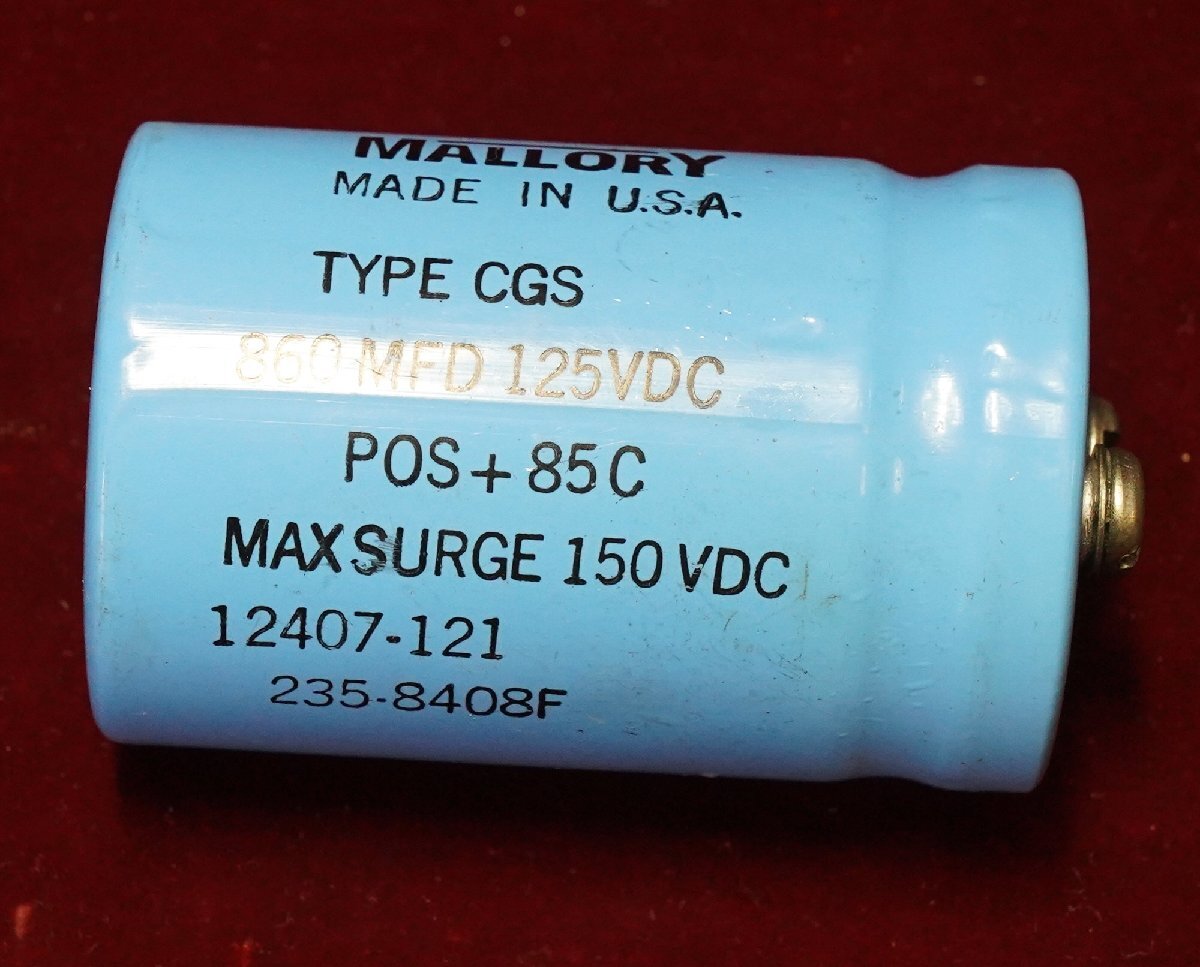 MALLORY
MADE IN U.S.A.
TYPE CGS
860 MFD 125VDC
POS + 85C
MAX SURGE 150 VDC
12407-121
235-8408F